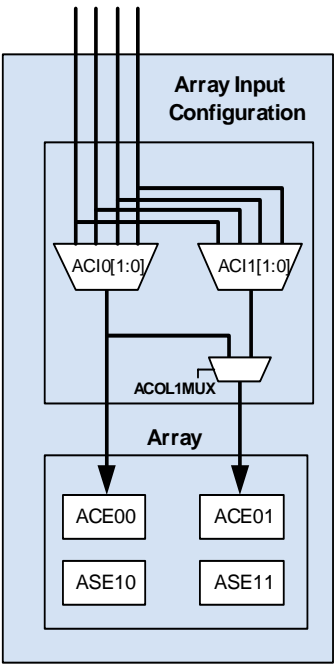 Array Input
Configuration
ACI0[1:0]
ACI1[1:0]
ACOL1MUX
Array
ACE00
ACE01
ASE10
ASE11